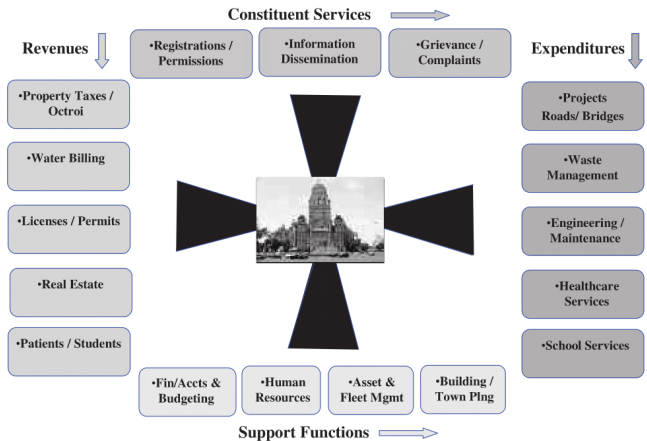 Constituent Services
Revenues
Expenditures
•Registrations /
Permissions
•Information
Dissemination
•Grievance /
Complaints
•Property Taxes /
Octroi
•Water Billing
•Licenses / Permits
•Real Estate
•Patients / Students
•Projects
Roads/ Bridges
•Waste
Management
•Engineering /
Maintenance
•Healthcare
Services
•School Services
•Fin/Accts &
Budgeting
•Human
Resources
•Asset &
Fleet Mgmt
•Building /
Town Plng
Support Functions